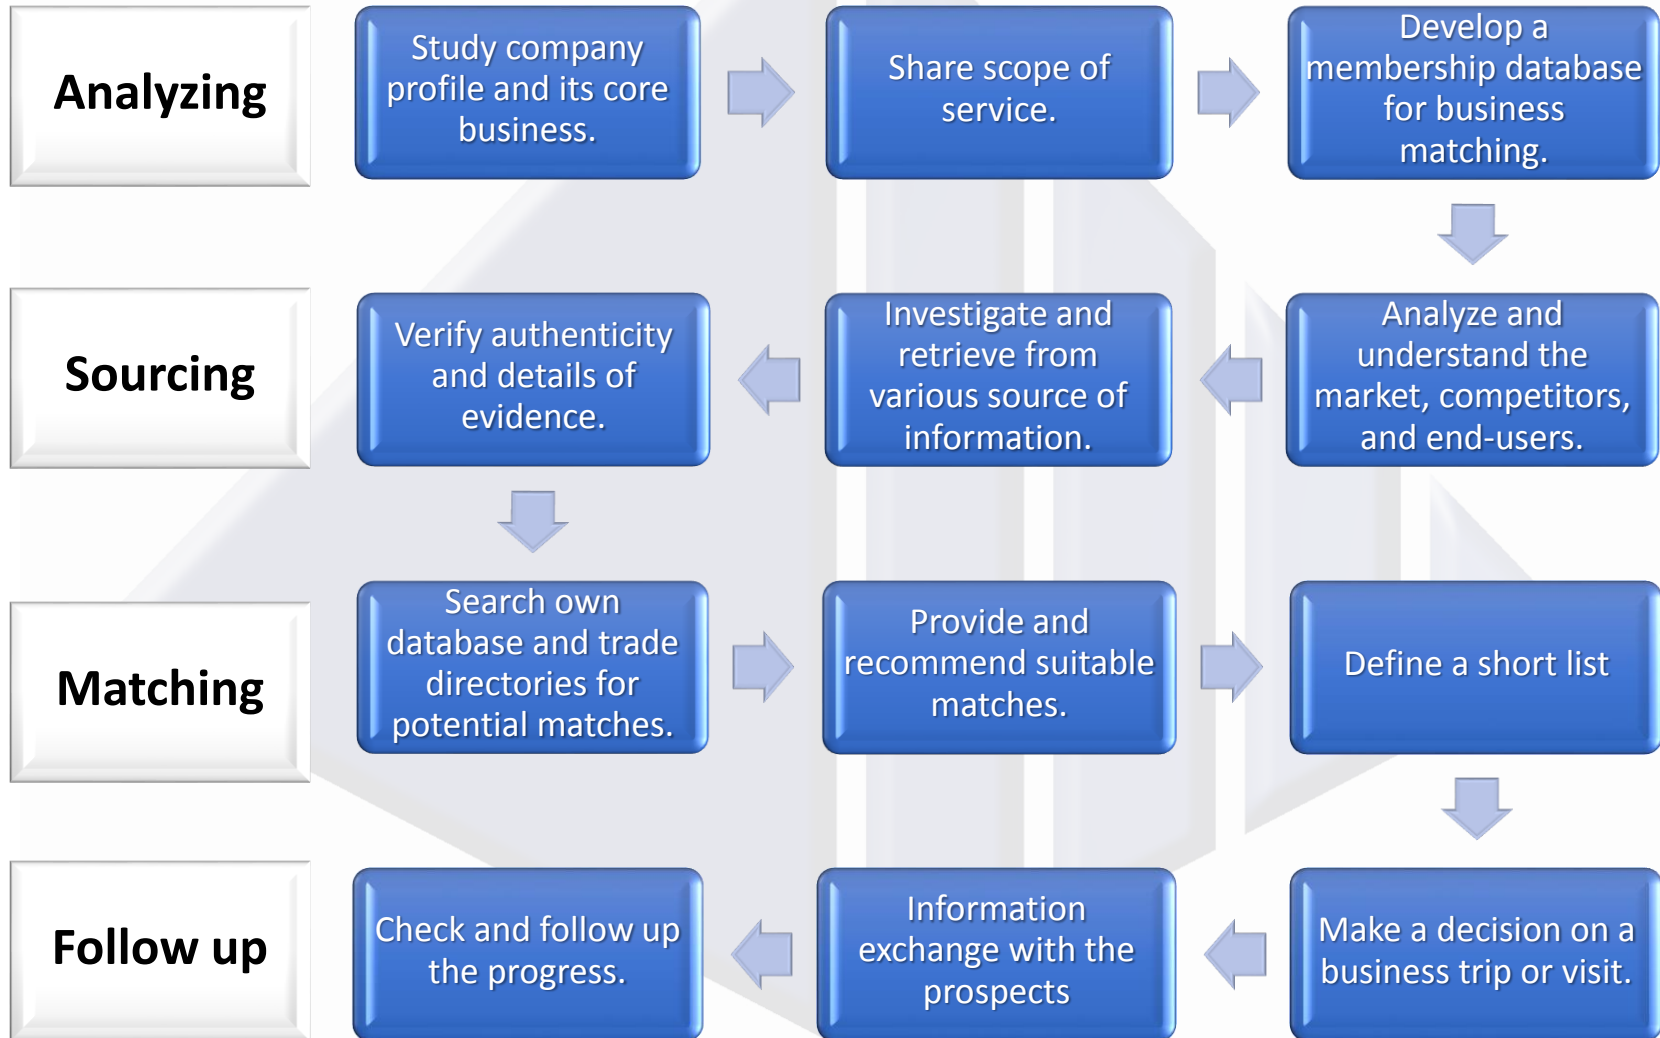 Analyzing
Study company
profile and its core
business.
Share scope of
service.
Develop a
membership database
for business
matching.
Sourcing
Analyze and
understand the
market, competitors,
and end-users.
Investigate and
retrieve from
various source of
information.
Verify authenticity
and details of
evidence.
Matching
Search own
database and trade
directories for
potential matches.
Provide and
recommend suitable
matches.
Define a short list
Follow up
Make a decision on a
business trip or visit.
Information
exchange with the
prospects
Check and follow up
the progress.